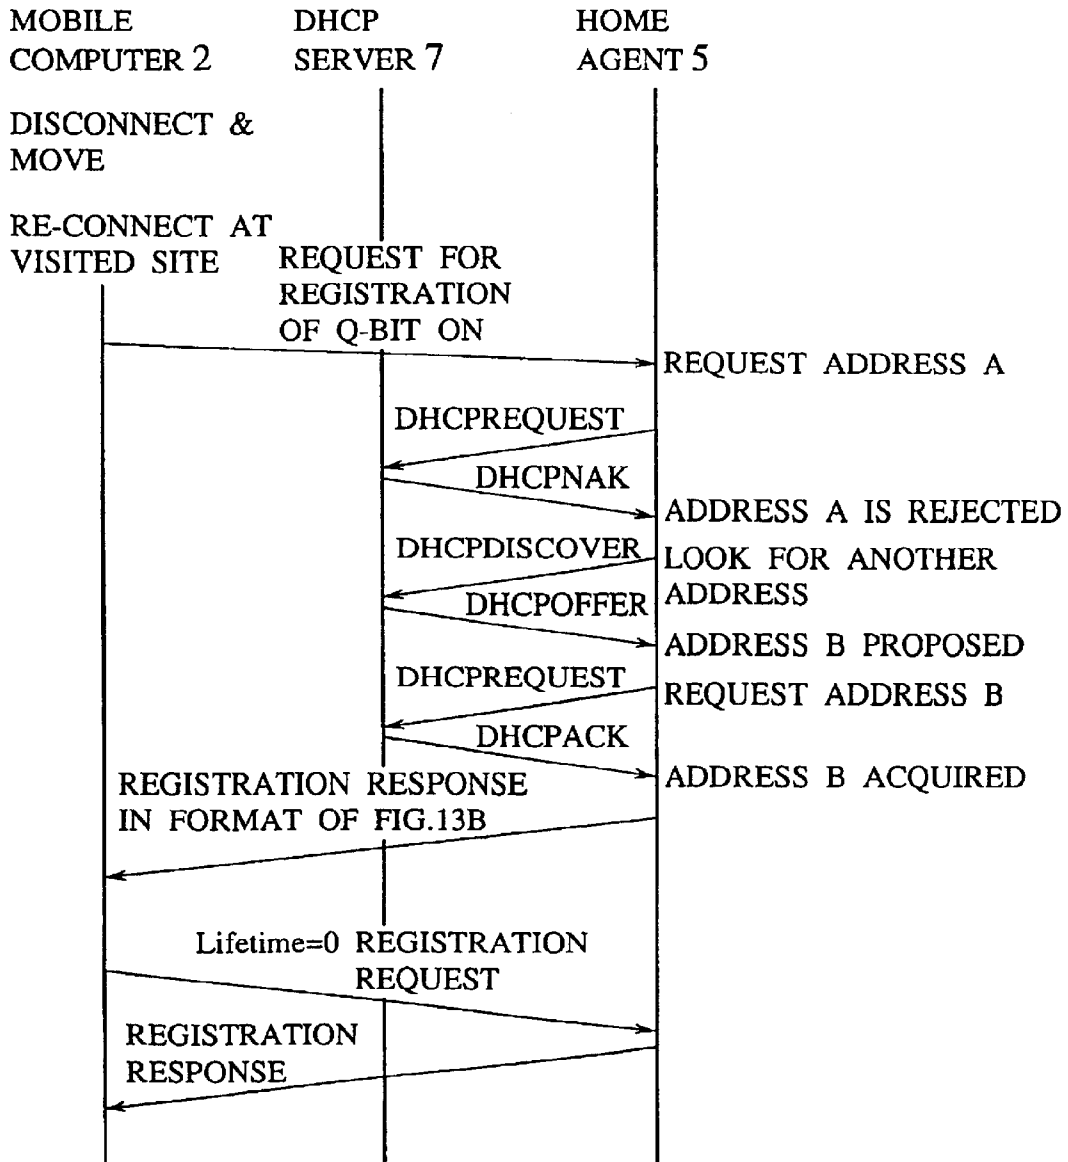 MOBILE
COMPUTER 2
DHCP
SERVER 7
HOME
AGENT 5
DISCONNECT &
MOVE
RE-CONNECT AT
VISITED SITE
REQUEST FOR
REGISTRATION
OF Q-BIT ON
REQUEST ADDRESS A
DHCPREQUEST
DHCPNAK
ADDRESS A IS REJECTED
DHCPDISCOVER
LOOK FOR ANOTHER
ADDRESS
DHCPOFFER
ADDRESS B PROPOSED
DHCPREQUEST
REQUEST ADDRESS B
DHCPACK
ADDRESS B ACQUIRED
REGISTRATION RESPONSE
IN FORMAT OF FIG.13B
Lifetime=0 REGISTRATION
REQUEST
REGISTRATION
RESPONSE